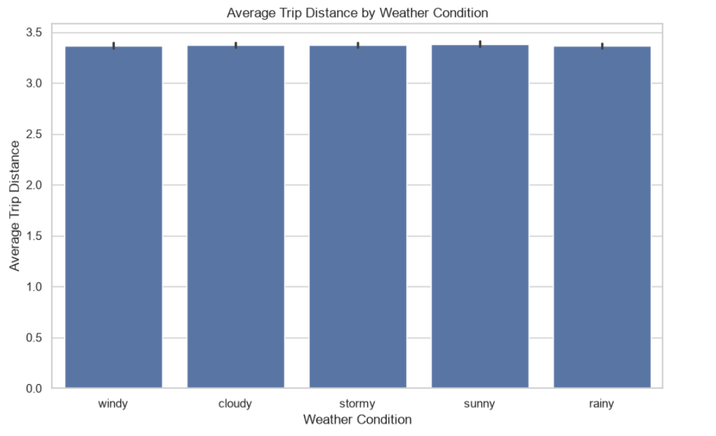 Average Trip Distance by Weather Condition
3.5
3.0
2.5
2.0
1.5
1.0
0.5
0.0
Average Trip Distance
windy cloudy stormy sunny rainy
Weather Condition